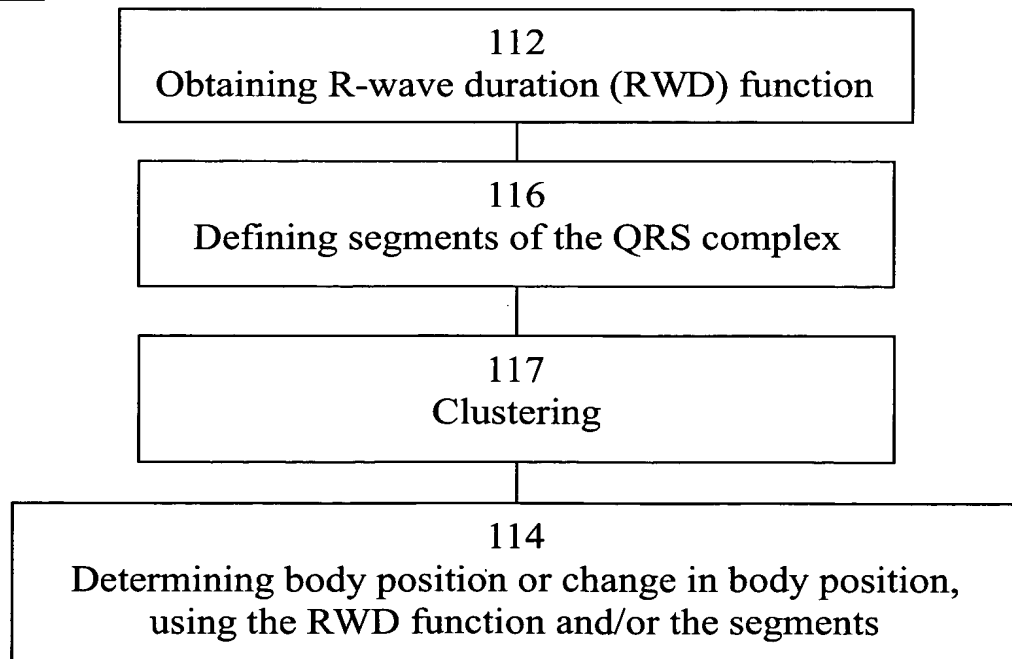 112
Obtaining R-wave duration (RWD) function
116
Defining segments of the QRS complex
117
Clustering
114
Determining body position or change in body position,
using the RWD function and/or the segments